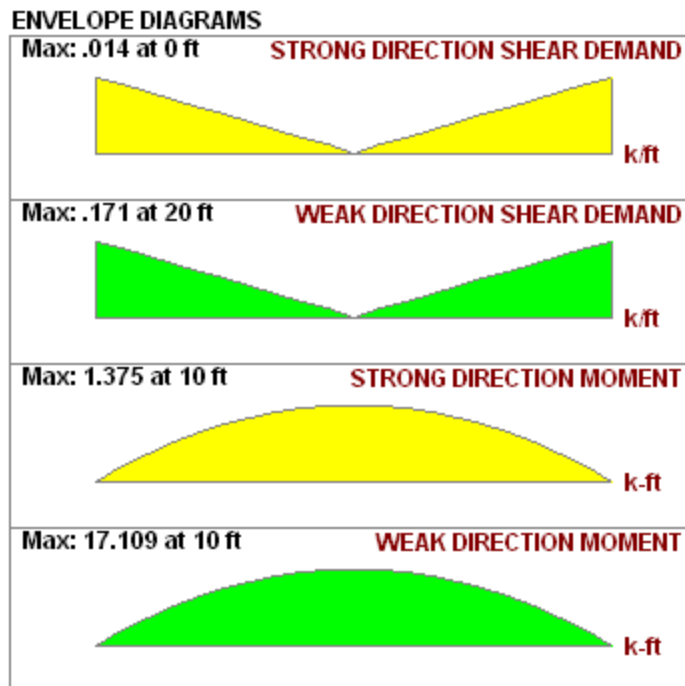 ENVELOPE DIAGRAMS
Max: .014 at 0 ft STRONG DIRECTION SHEAR DEMAND
k/ft
Max: .171 at 20 ft WEAK DIRECTION SHEAR DEMAND
k/ft
Max: 1.375 at 10 ft STRONG DIRECTION MOMENT
k-ft
Max: 17.109 at 10 ft WEAK DIRECTION MOMENT
k-ft